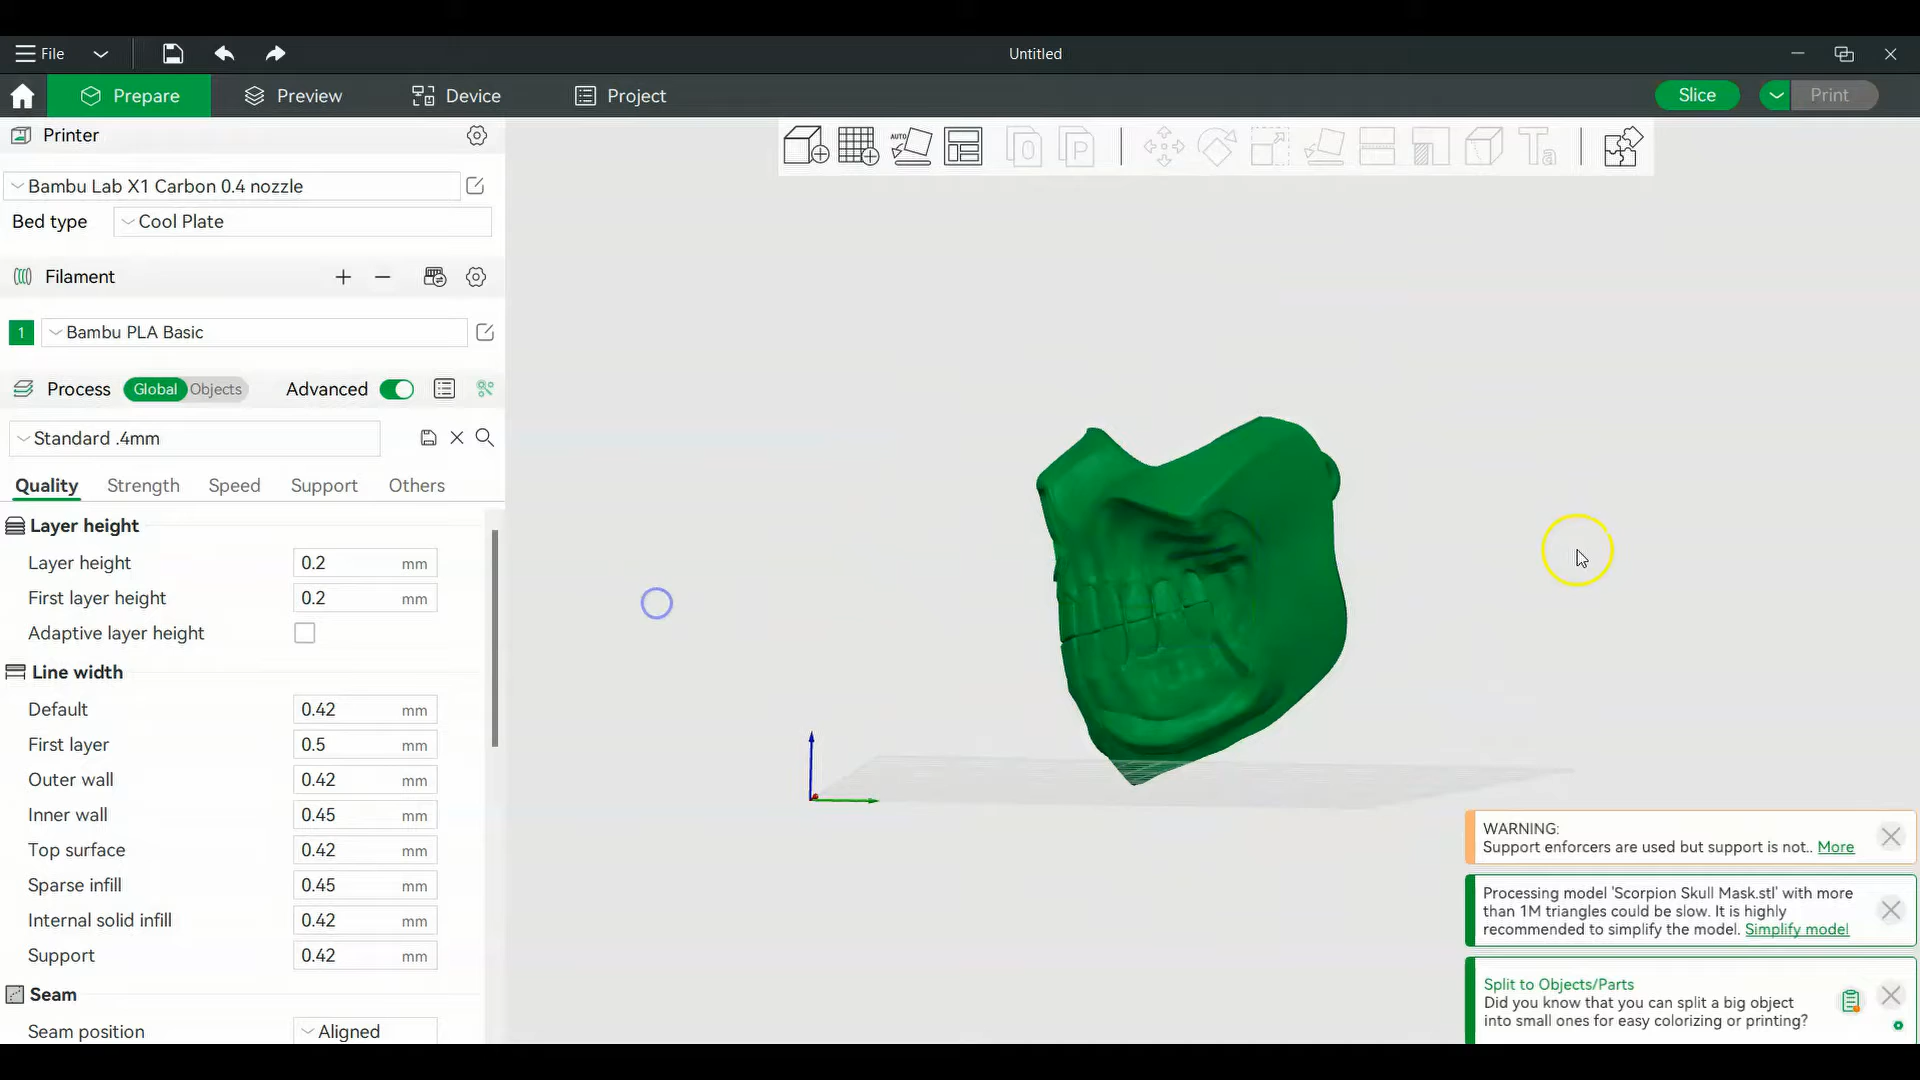 File
Untitled
Prepare
Preview
Device
Project
Slice
Print
Printer
AUTO
Bambu Lab X1 Carbon 0.4 nozzle
Bed type
Cool Plate
Filament
1
Bambu PLA Basic
Process
Global
Objects
Advanced
Standard .4mm
Quality
Strength
Speed
Support
Others
Layer height
Layer height 0.2 mm
First layer height 0.2 mm
Adaptive layer height
Line width
Default 0.42 mm
First layer 0.5 mm
Outer wall 0.42 mm
Inner wall 0.45 mm
Top surface 0.42 mm
Sparse infill 0.45 mm
Internal solid infill 0.42 mm
Support 0.42 mm
Seam
Seam position Aligned
WARNING:
Support enforcers are used but support is not.. More
Processing model 'Scorpion Skull Mask.stl' with more
than 1M triangles could be slow. It is highly
recommended to simplify the model. Simplify model
Split to Objects/Parts
Did you know that you can split a big object
into small ones for easy colorizing or printing?